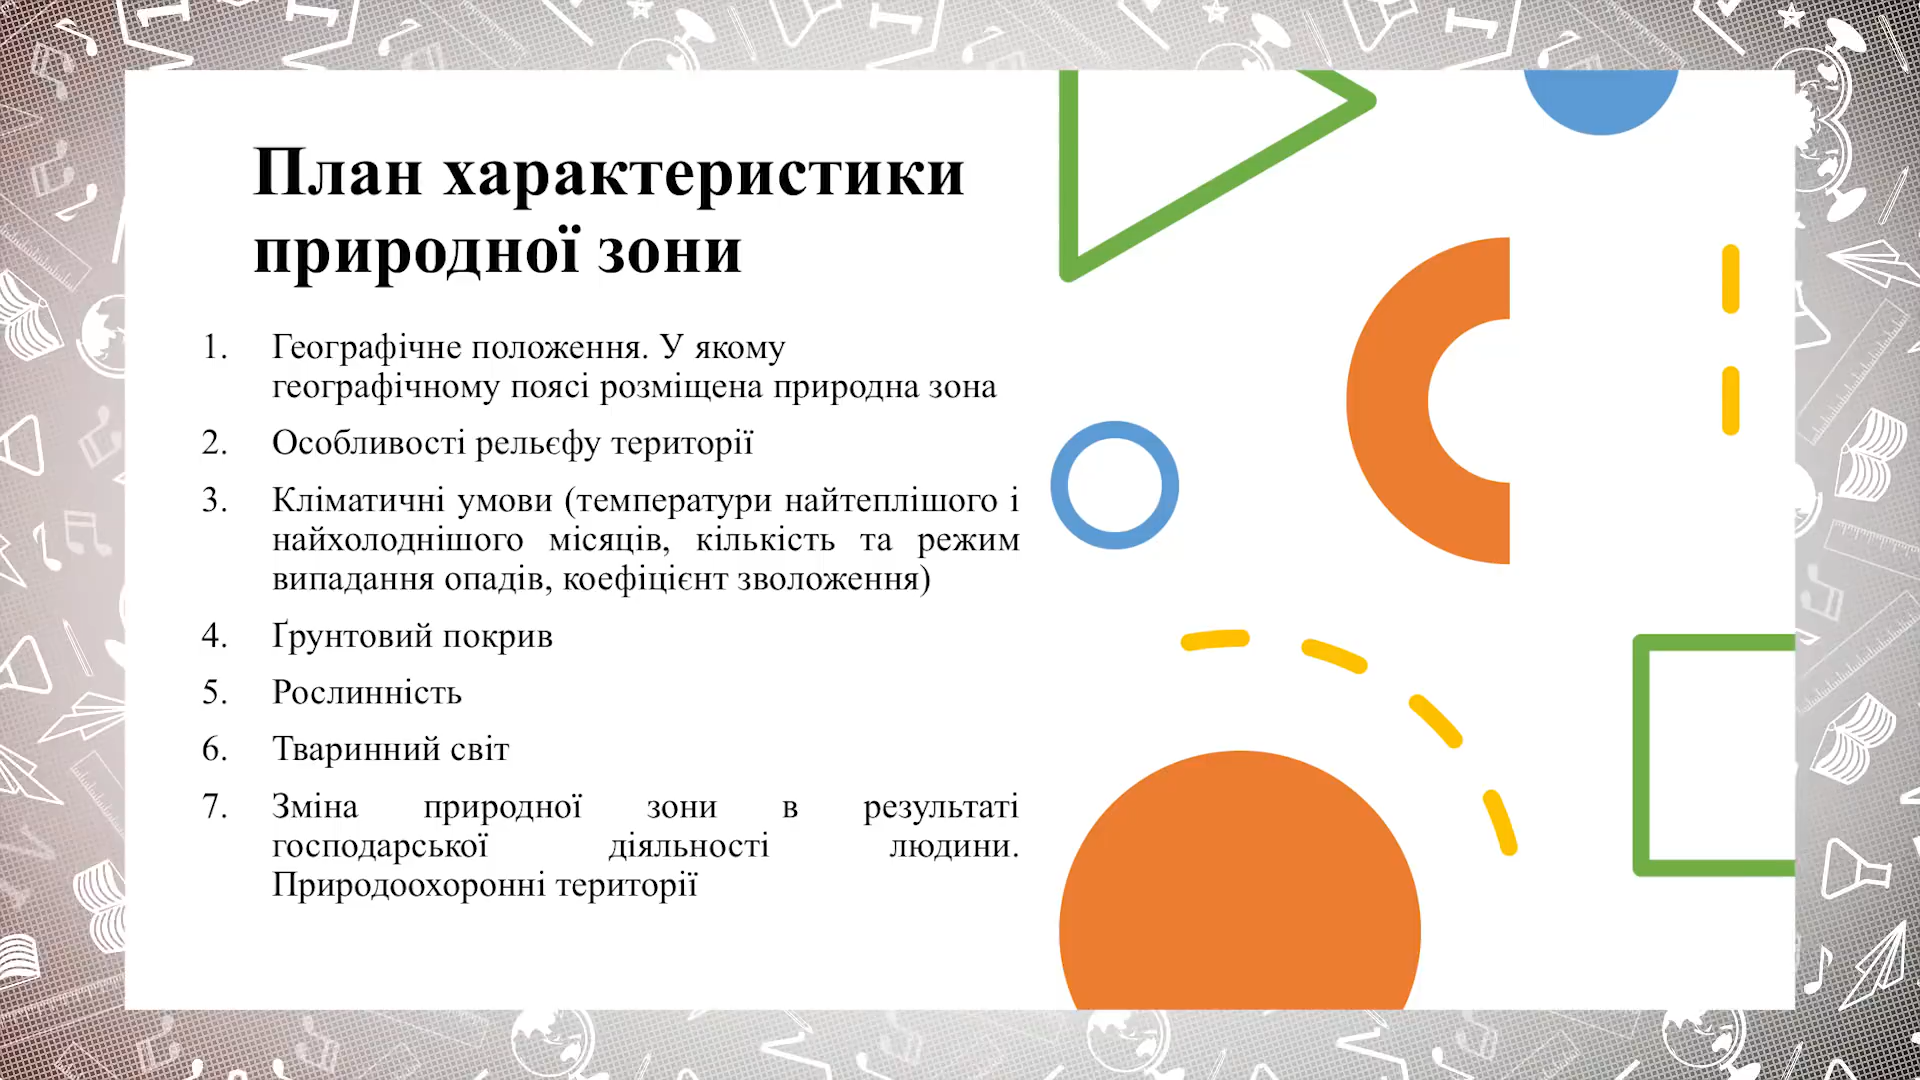 План характеристики
природної зони
1. Географічне положення. У якому
географічному поясі розміщена природна зона
2. Особливості рельєфу території
3. Кліматичні умови (температури найтеплішого і
найхолоднішого місяців, кількість та режим
випадання опадів, коефіцієнт зволоження)
4. Ґрунтовий покрив
5. Рослинність
6. Тваринний світ
7. Зміна природної зони в результаті
господарської діяльності людини.
Природоохоронні території